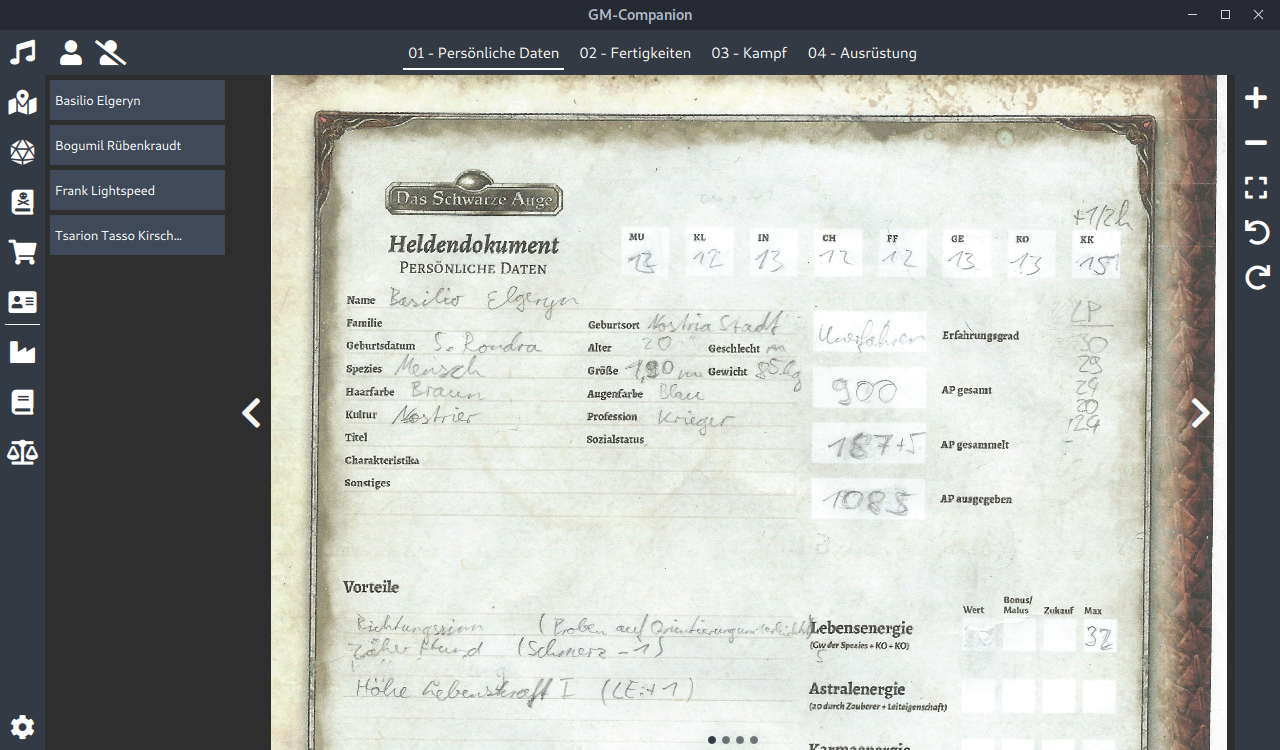 GM-Companion
01 - Persönliche Daten 02 - Fertigkeiten 03 - Kampf 04 - Ausrüstung
Basilio Elgeryn
Bogumil Rübenkraudt
Frank Lightspeed
Tsarion Tasso Kirsch...
Das Schwarze Auge
Heldendokument
Persönliche Daten
+1/2h
MU KL IN CH FF GE KO KK
13 12 13 12 12 13 13 15
Name Basilio Elgeryn
Familie
Geburtsort Nostria Stadt
Geburtsdatum 5. Rondra
Alter 20 Geschlecht m
Spezies Mensch
Größe 1,90 m Gewicht 85kg
Haarfarbe Braun
Augenfarbe Blau
Kultur Nostrier
Profession Krieger
Titel
Sozialstatus
Charakteristika
Sonstiges
Unerfahren Erfahrungsgrad
900 AP gesamt
187+5 AP gesammelt
1085 AP ausgegeben
LP
30
29
24
20
29
Vorteile
Richtungssinn (Proben auf Orientierung
Zäher Hund (Schmerz -1)
Hohe Lebenskraft I (LE:+1)
Wert Bonus/Malus Zukauf Max
Lebensenergie 32
(GW der Spezies + KO + KO)
5
Astralenergie
(20 durch Zauberer + Leiteigenschaft)
Karmaenergie